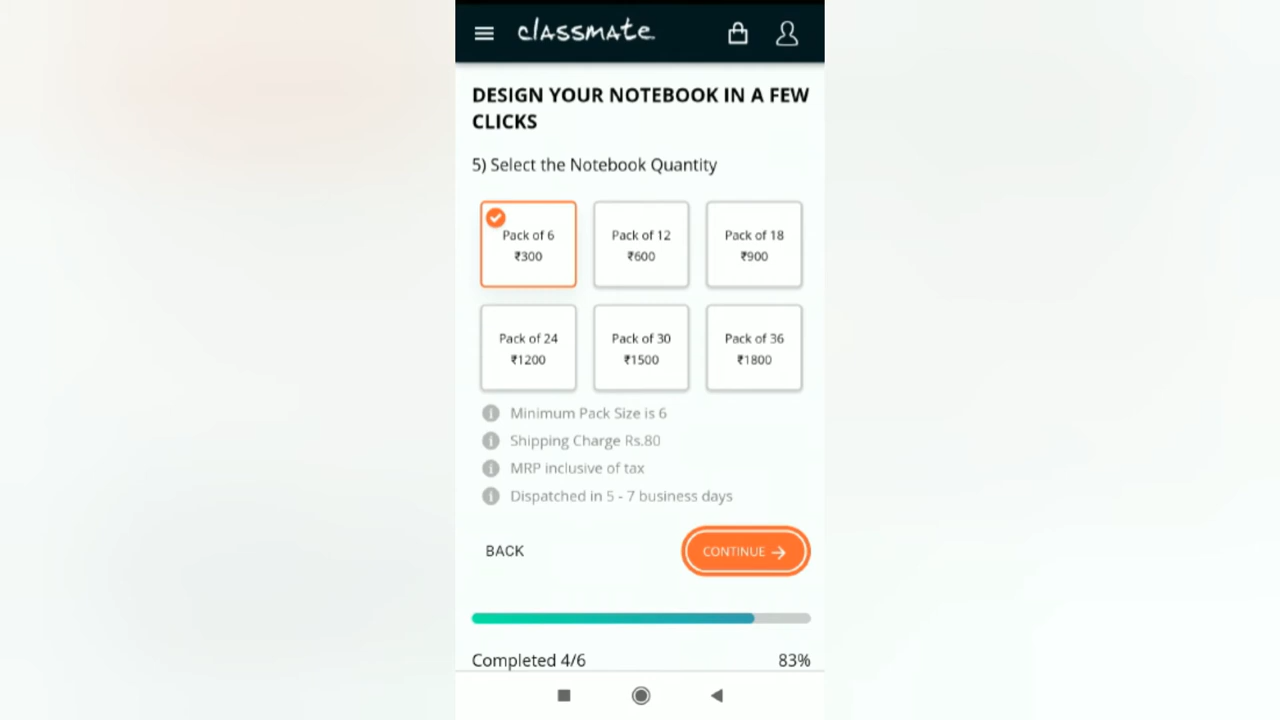 classmate
DESIGN YOUR NOTEBOOK IN A FEW
CLICKS
5) Select the Notebook Quantity
Pack of 6
₹300
Pack of 12
₹600
Pack of 18
₹900
Pack of 24
₹1200
Pack of 30
₹1500
Pack of 36
₹1800
Minimum Pack Size is 6
Shipping Charge Rs.80
MRP inclusive of tax
Dispatched in 5 - 7 business days
BACK
CONTINUE →
Completed 4/6
83%